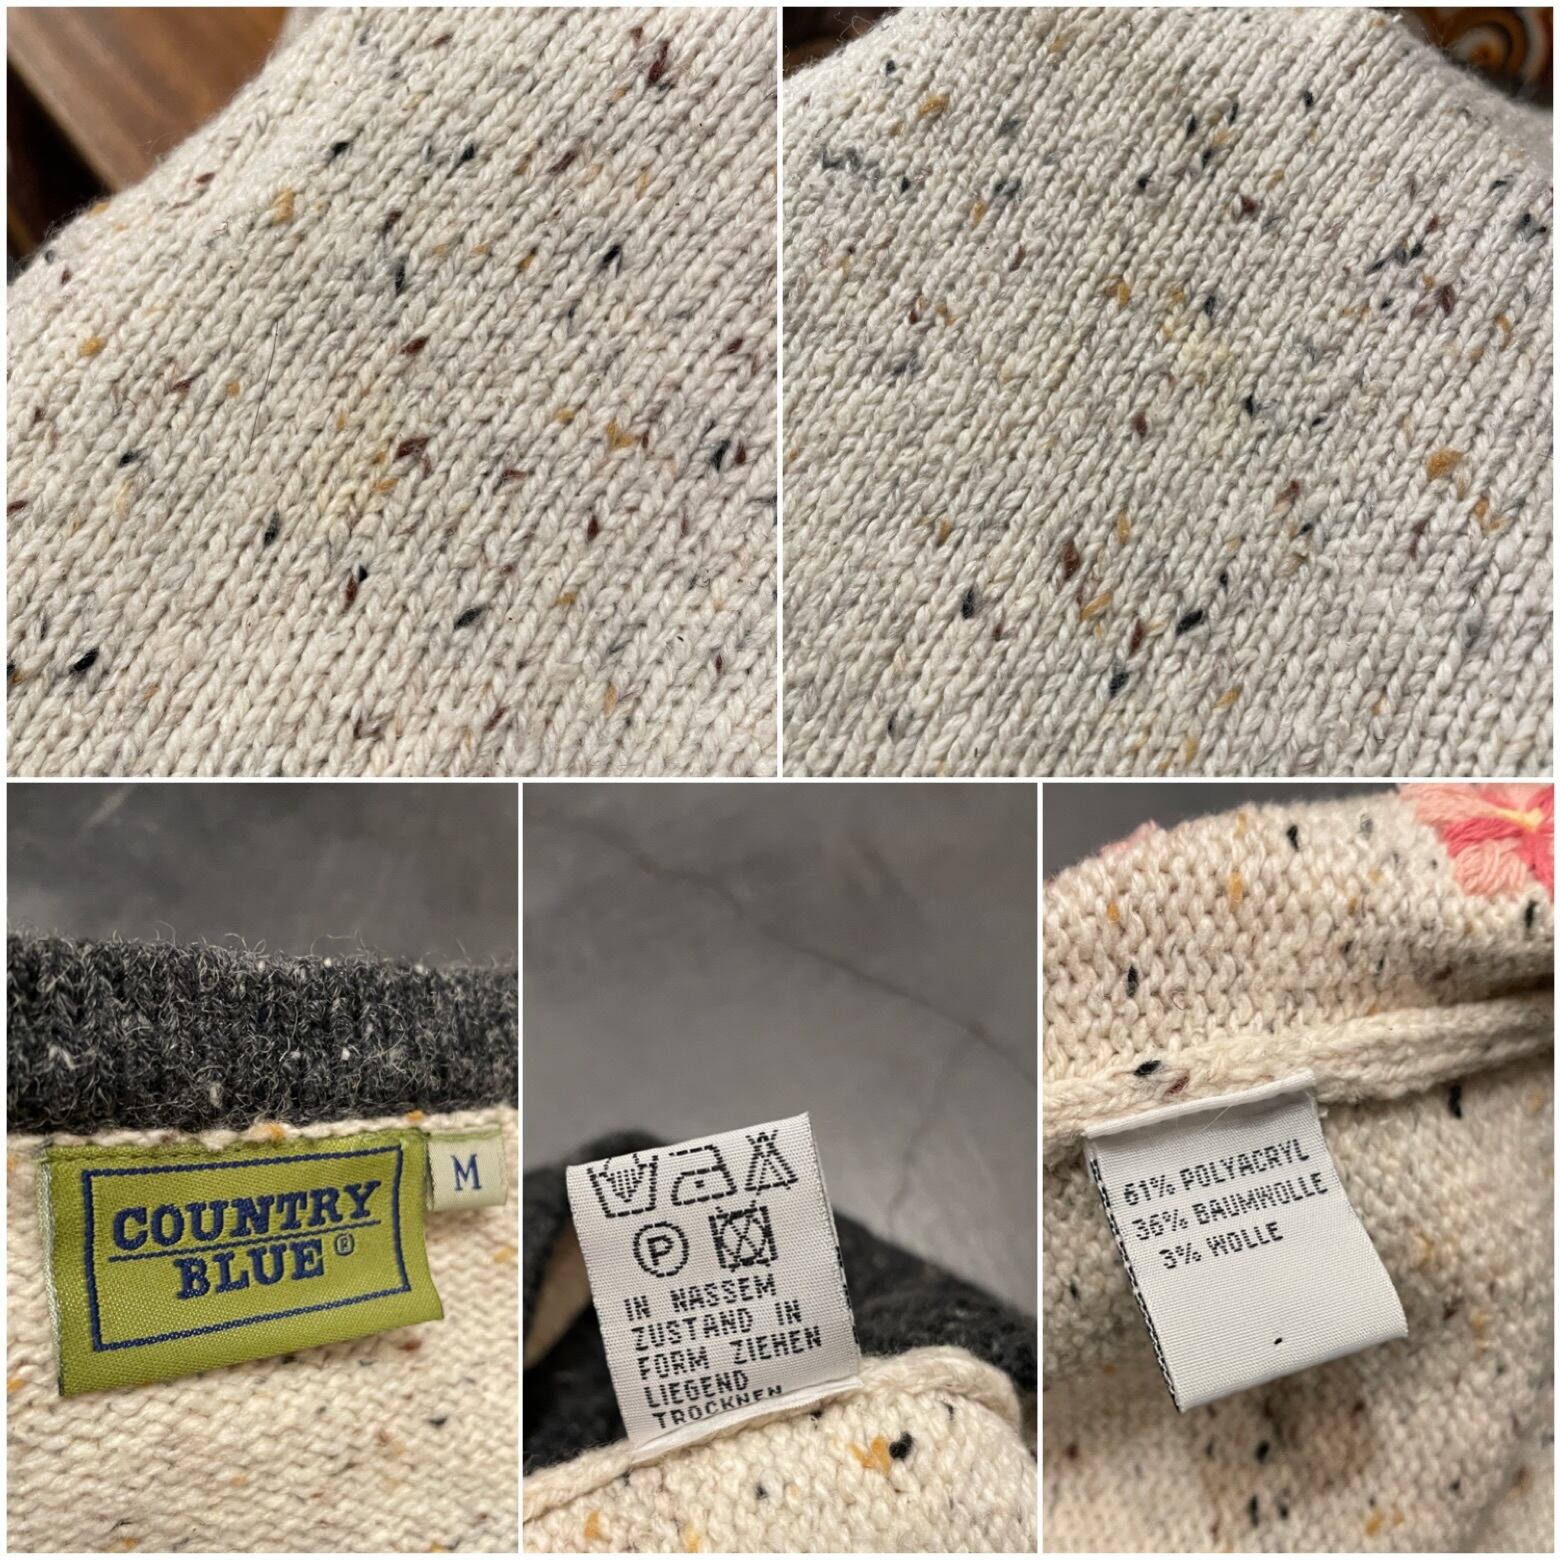 COUNTRY
BLUE®
M
P
IN NASSEM
ZUSTAND IN
FORM ZIEHEN
LIEGEND
TROCKNEN
61% POLYACRYL
36% BAUMWOLLE
3% WOLLE